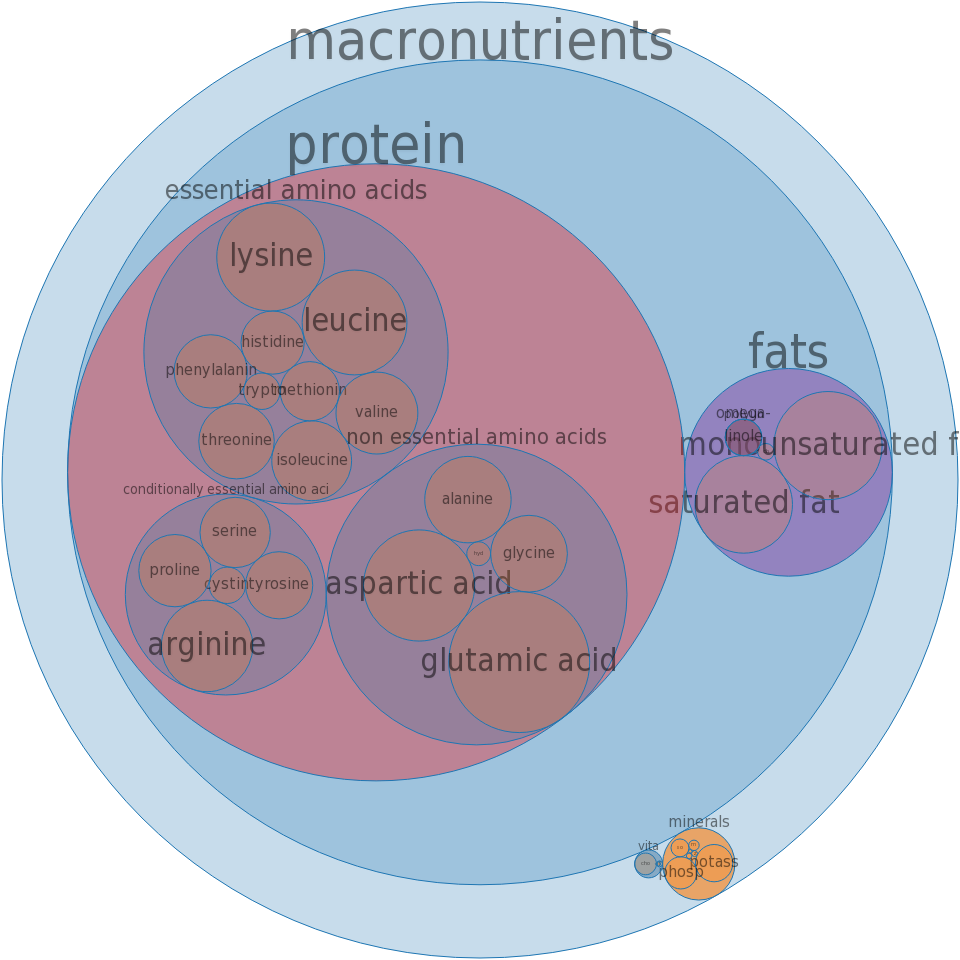 macronutrients
protein
essential amino acids
lysine
leucine
histidine
phenylalanin
methionin
valine
threonine
isoleucine
non essential amino acids
conditionally essential amino aci
serine
alanine
hyd
glycine
proline
cystin
tyrosine
aspartic acid
arginine
glutamic acid
fats
omega-
linole
monounsaturated f
saturated fat
minerals
vita
cho
potass
phosp